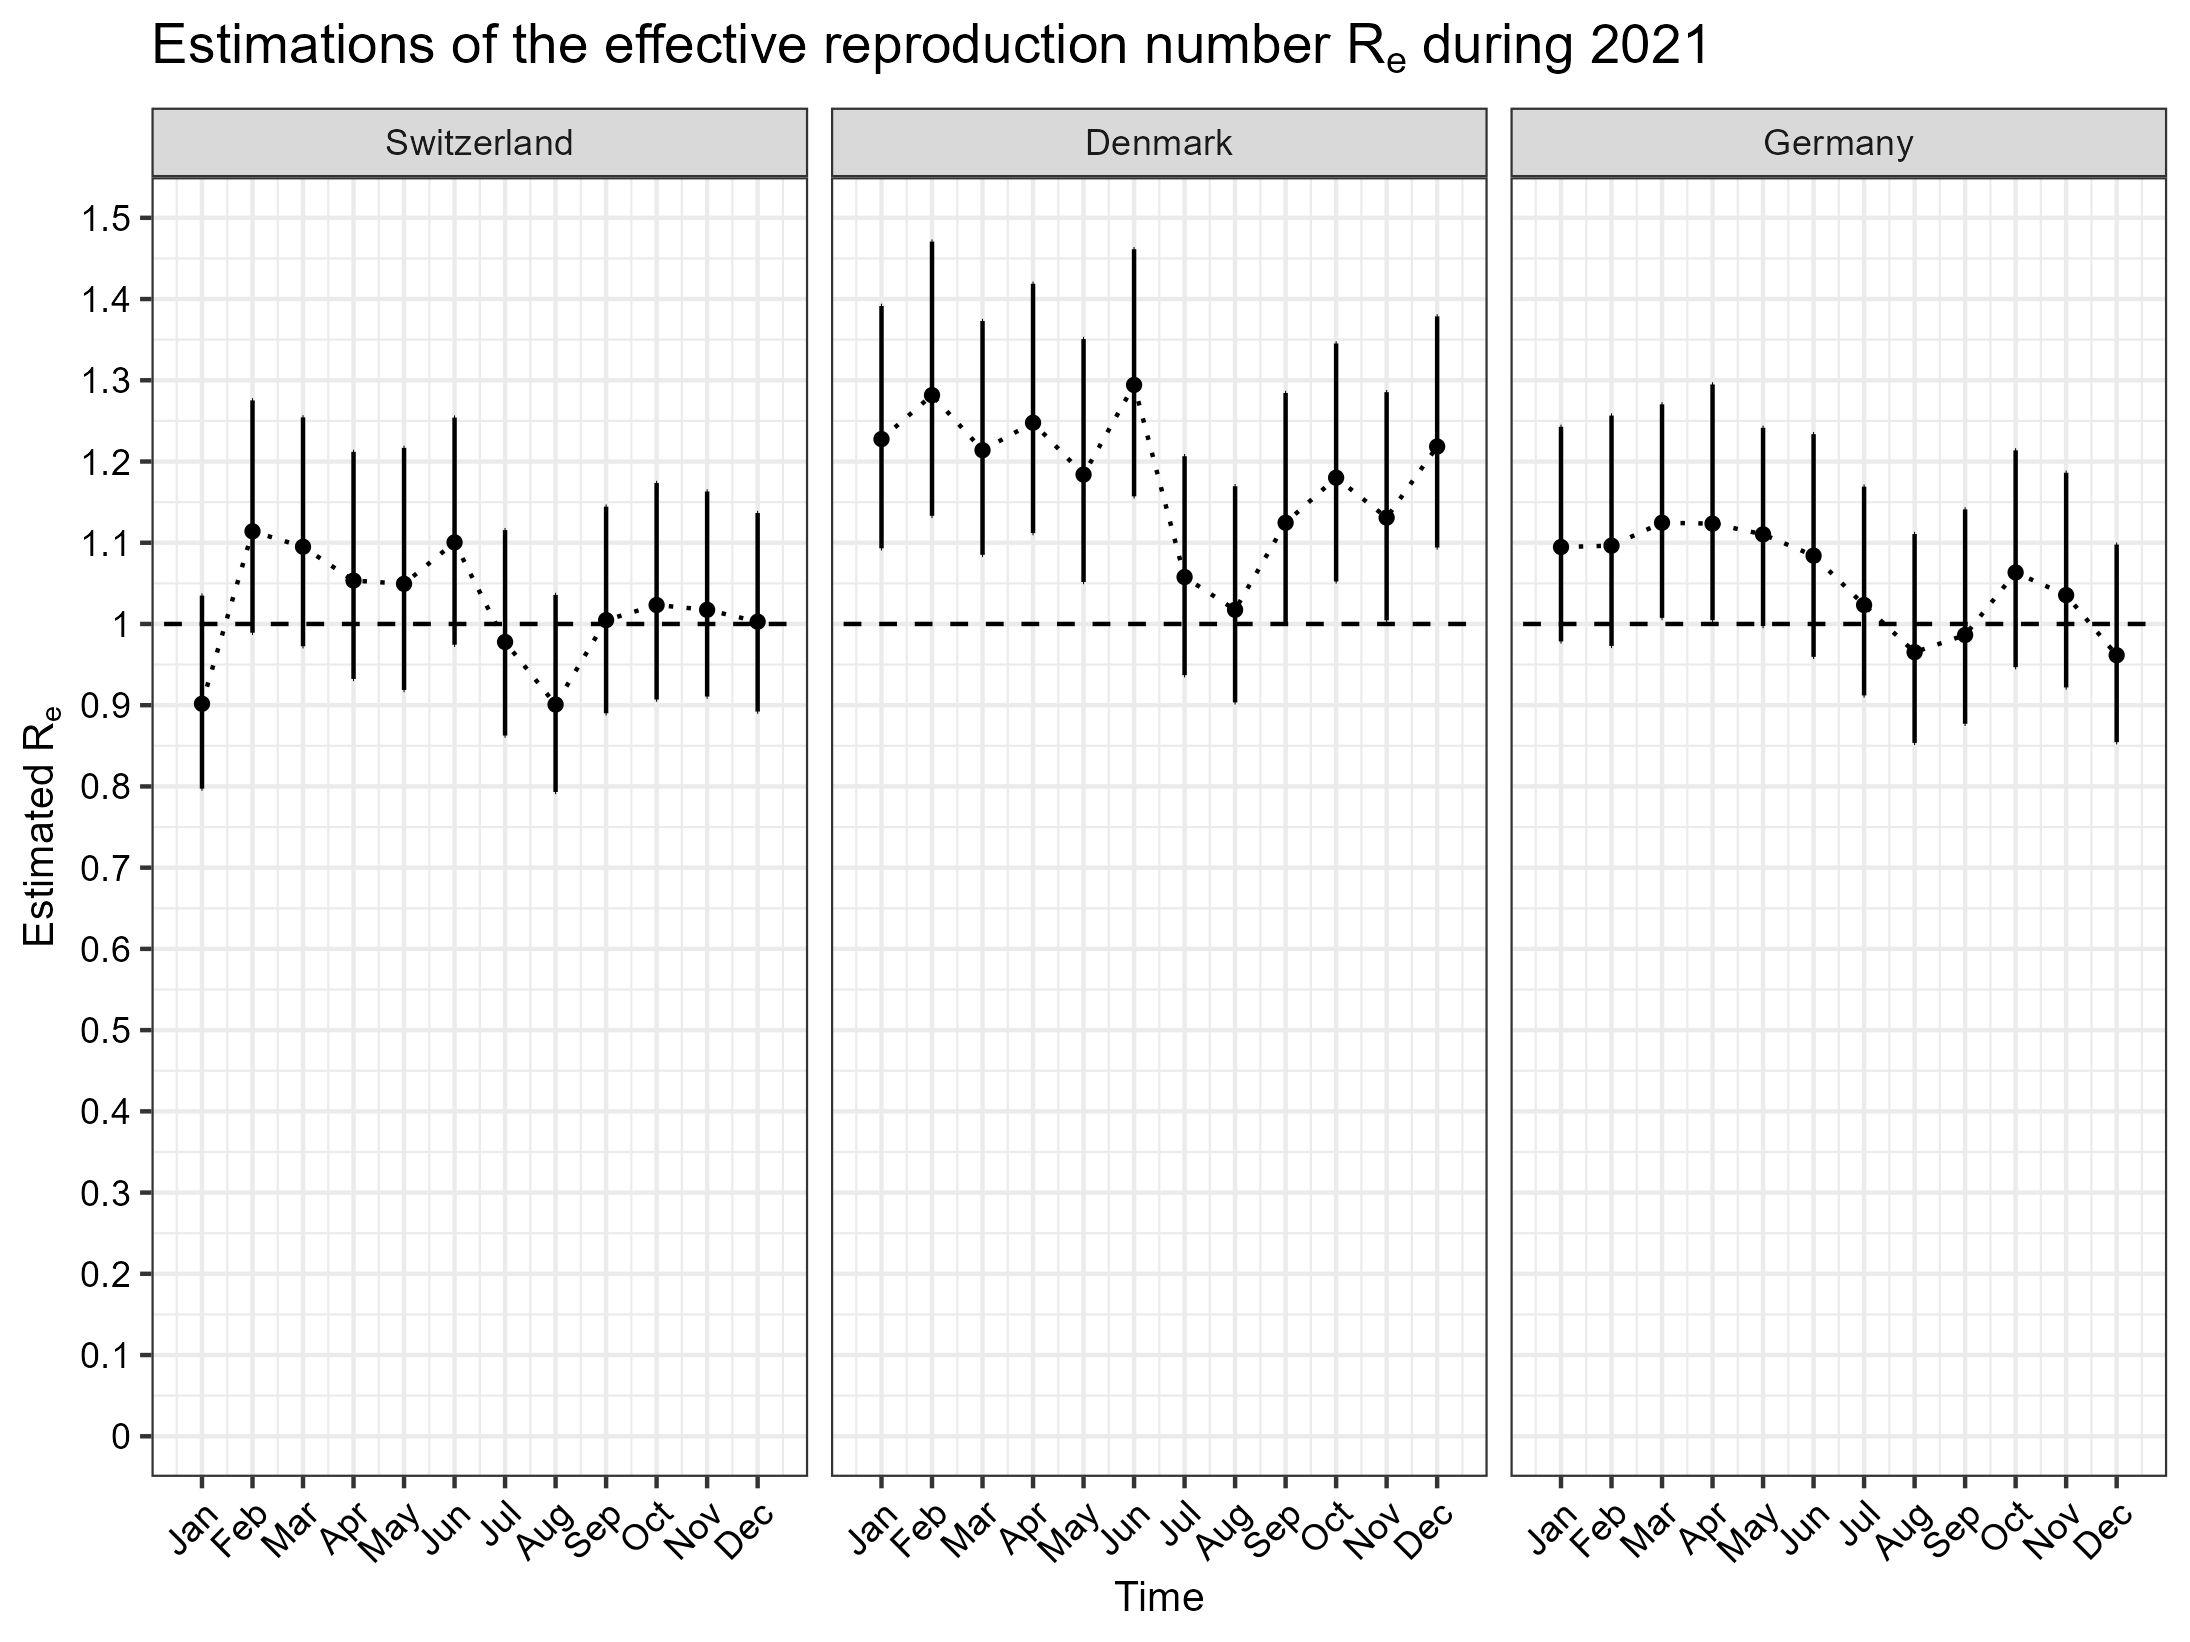 Estimations of the effective reproduction number Re during 2021
Switzerland
Denmark
Germany
Estimated Re
1.5
1.4
1.3
1.2
1.1
1
0.9
0.8
0.7
0.6
0.5
0.4
0.3
0.2
0.1
0
Jan Feb Mar Apr May Jun Jul Aug Sep Oct Nov Dec
Jan Feb Mar Apr May Jun Jul Aug Sep Oct Nov Dec
Jan Feb Mar Apr May Jun Jul Aug Sep Oct Nov Dec
Time